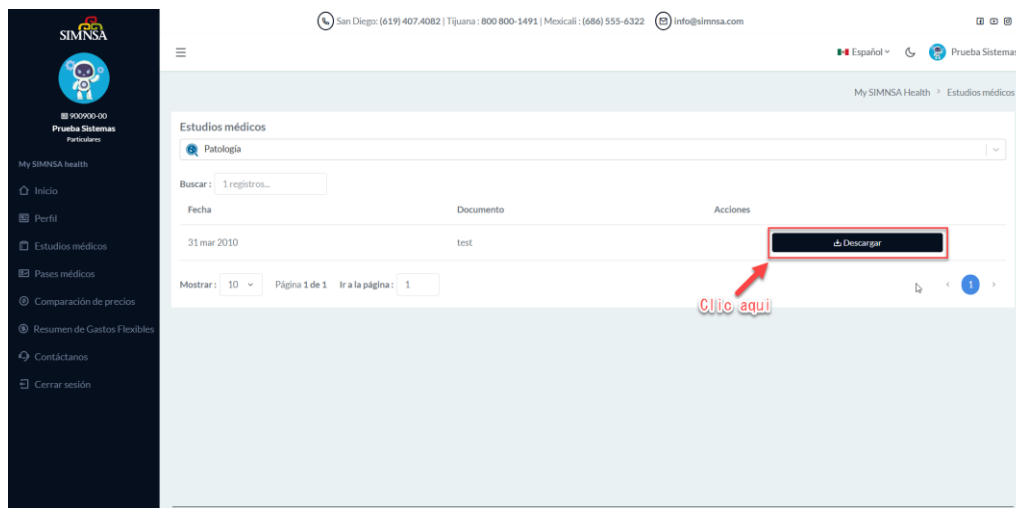 SIMNSA
San Diego: (619) 407.4082 | Tijuana : 800 800-1491 | Mexicali : (686) 555-6322 info@simnsa.com
Español
Prueba Sistemas
900900-00
Prueba Sistemas
Particulares
My SIMNSA health
Inicio
Perfil
Estudios médicos
Pases médicos
Comparación de precios
Resumen de Gastos Flexibles
Contáctanos
Cerrar sesión
My SIMNSA Health > Estudios médicos
Estudios médicos
Patología
Buscar : 1 registros...
Fecha Documento Acciones
31 mar 2010 test Descargar
Mostrar : 10 Página 1 de 1 Ir a la página : 1 < 1 >
Clic aqui